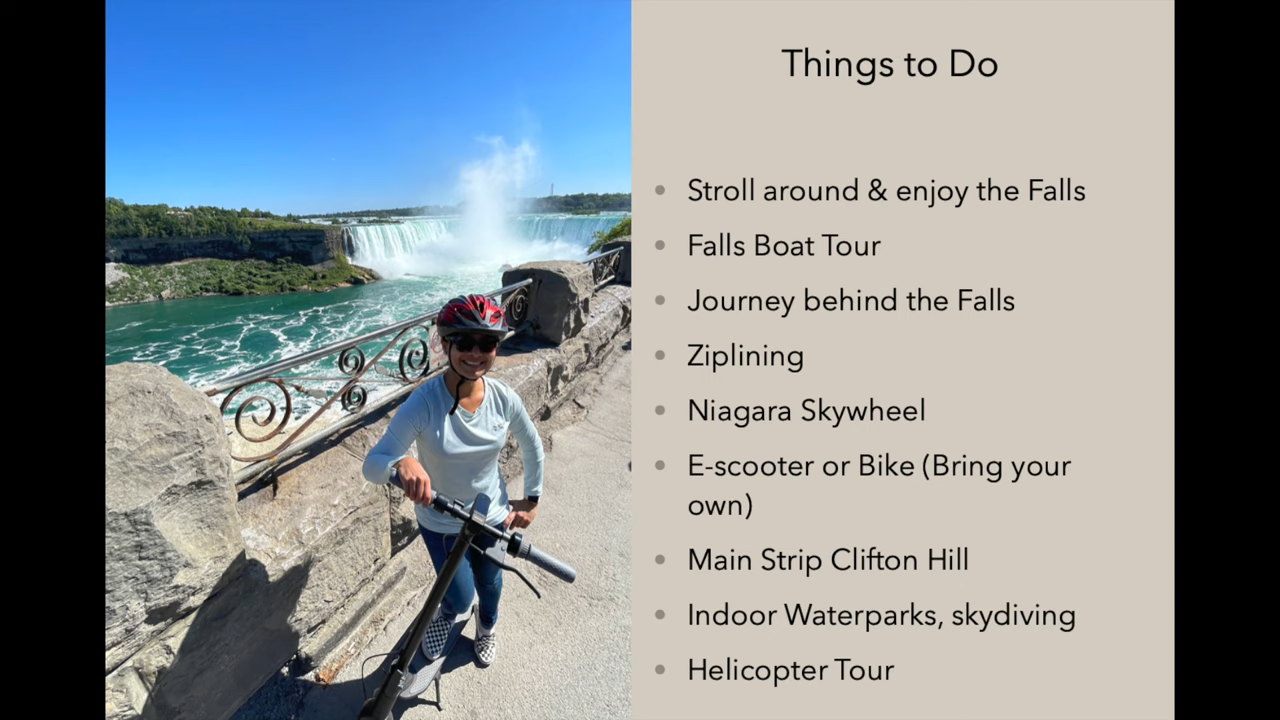 Things to Do
Stroll around & enjoy the Falls
Falls Boat Tour
Journey behind the Falls
Ziplining
Niagara Skywheel
E-scooter or Bike (Bring your
own)
Main Strip Clifton Hill
Indoor Waterparks, skydiving
Helicopter Tour